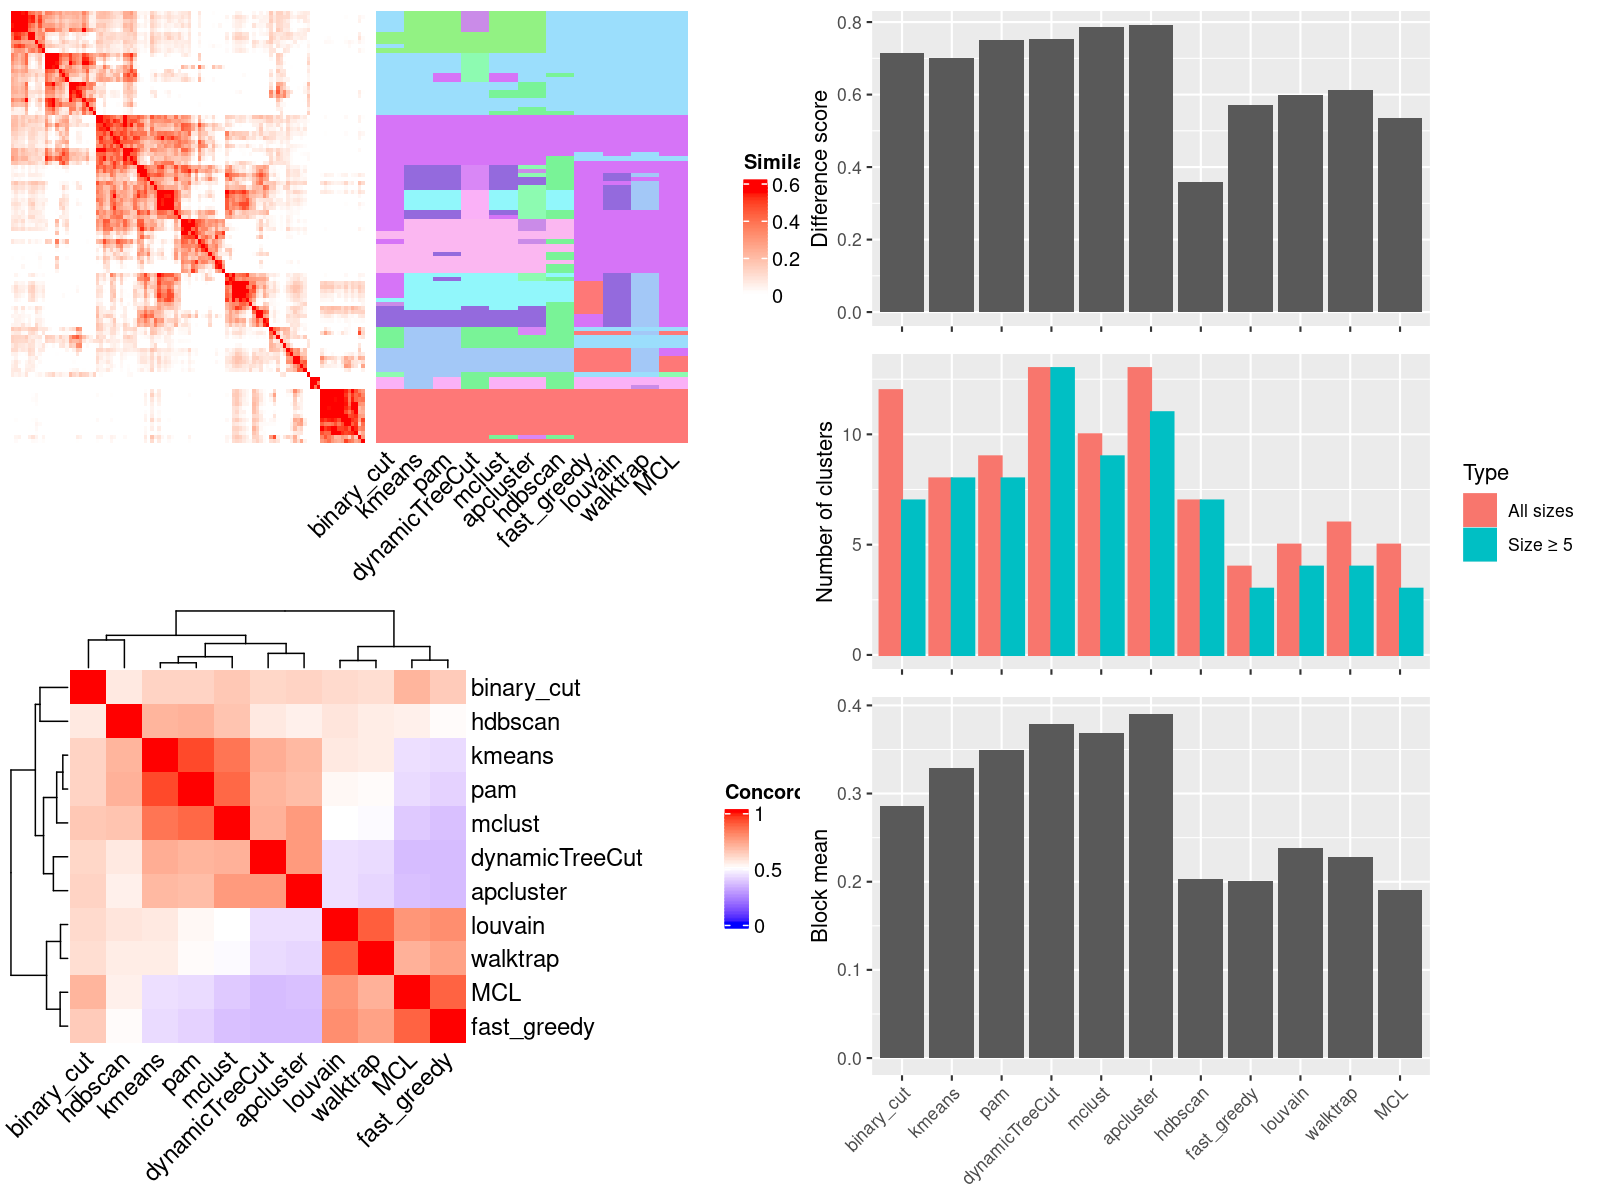 Simila
0.6
0.4
0.2
0
binary_cut
kmeans
pam
dynamicTreeCut
mclust
apcluster
hdbscan
fast_greedy
louvain
walktrap
MCL
binary_cut
hdbscan
kmeans
pam
mclust
dynamicTreeCut
apcluster
louvain
walktrap
MCL
fast_greedy
binary_cut
hdbscan
kmeans
pam
mclust
dynamicTreeCut
apcluster
louvain
walktrap
MCL
fast_greedy
Concord
1
0.5
0
Difference score
0.8
0.6
0.4
0.2
0.0
Number of clusters
10
5
0
Type
All sizes
Size ≥ 5
Block mean
0.4
0.3
0.2
0.1
0.0
binary_cut
kmeans
pam
dynamicTreeCut
mclust
apcluster
hdbscan
fast_greedy
louvain
walktrap
MCL